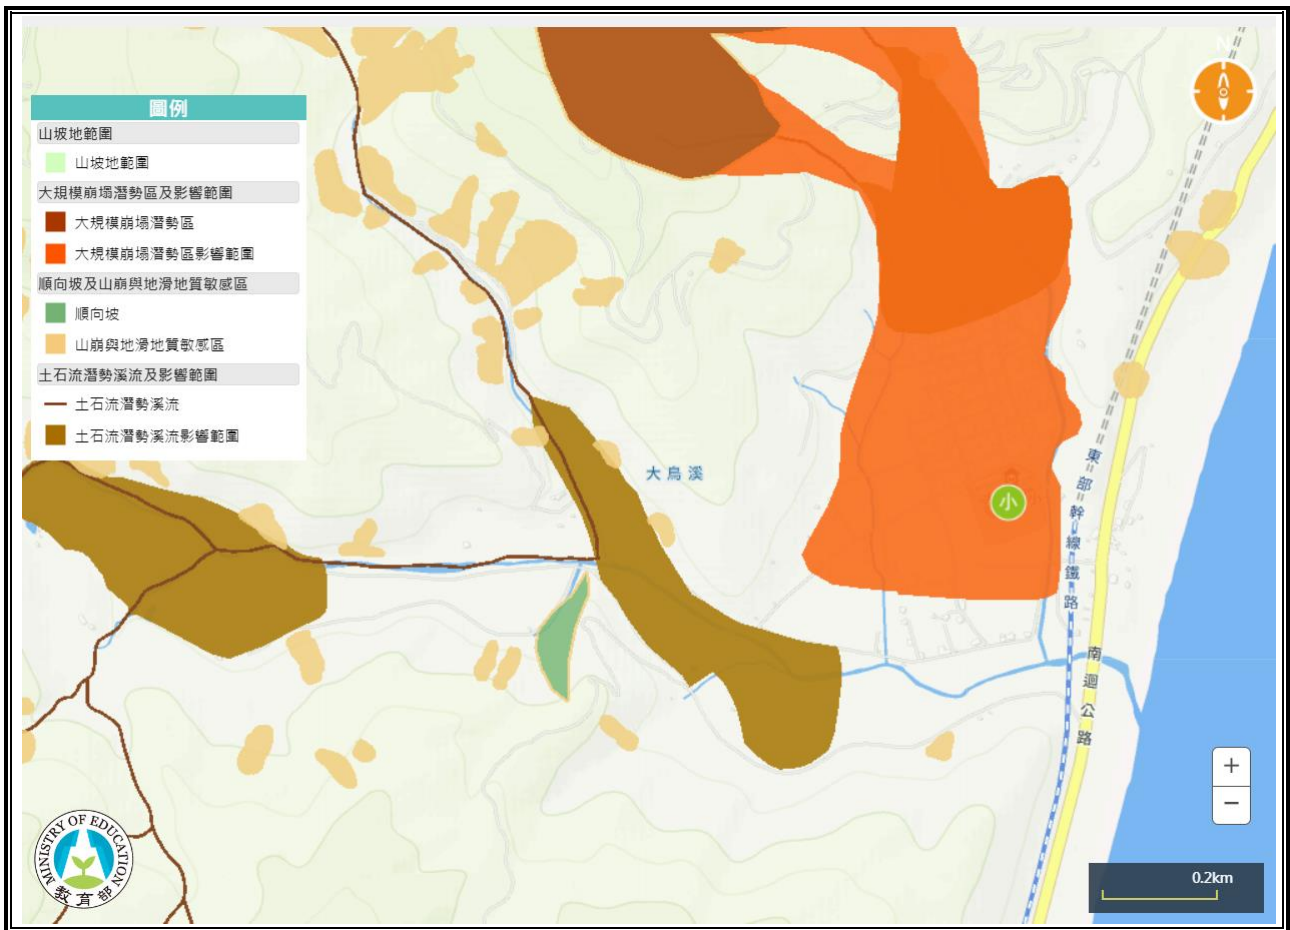 N
圖例
山坡地範圍
山坡地範圍
大規模崩塌潛勢區及影響範圍
大規模崩塌潛勢區
大規模崩塌潛勢區影響範圍
順向坡及山崩與地滑地質敏感區
順向坡
山崩與地滑地質敏感區
土石流潛勢溪流及影響範圍
土石流潛勢溪流
土石流潛勢溪流影響範圍
大鳥溪
小
東部幹線鐵路
南迴公路
+
−
MINISTRY OF EDUCATION
教育部
0.2km